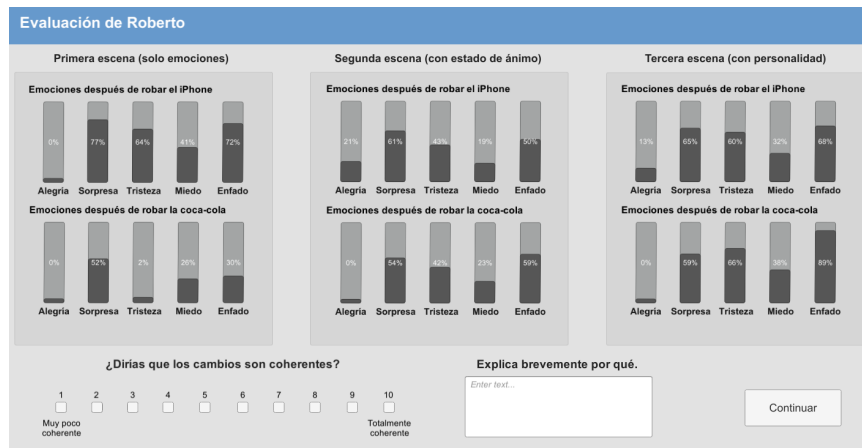 Evaluación de Roberto
Primera escena (solo emociones)
Emociones después de robar el iPhone
0% 77% 64% 41% 72%
Alegria Sorpresa Tristeza Miedo Enfado
Emociones después de robar la coca-cola
0% 52% 2% 26% 30%
Alegria Sorpresa Tristeza Miedo Enfado
Segunda escena (con estado de ánimo)
Emociones después de robar el iPhone
21% 61% 43% 19% 50%
Alegria Sorpresa Tristeza Miedo Enfado
Emociones después de robar la coca-cola
0% 54% 42% 23% 59%
Alegria Sorpresa Tristeza Miedo Enfado
Tercera escena (con personalidad)
Emociones después de robar el iPhone
13% 65% 60% 32% 68%
Alegria Sorpresa Tristeza Miedo Enfado
Emociones después de robar la coca-cola
0% 59% 66% 38% 89%
Alegria Sorpresa Tristeza Miedo Enfado
¿Dirías que los cambios son coherentes?
1 2 3 4 5 6 7 8 9 10
Muy poco
coherente
Totalmente
coherente
Explica brevemente por qué.
Enter text...
Continuar